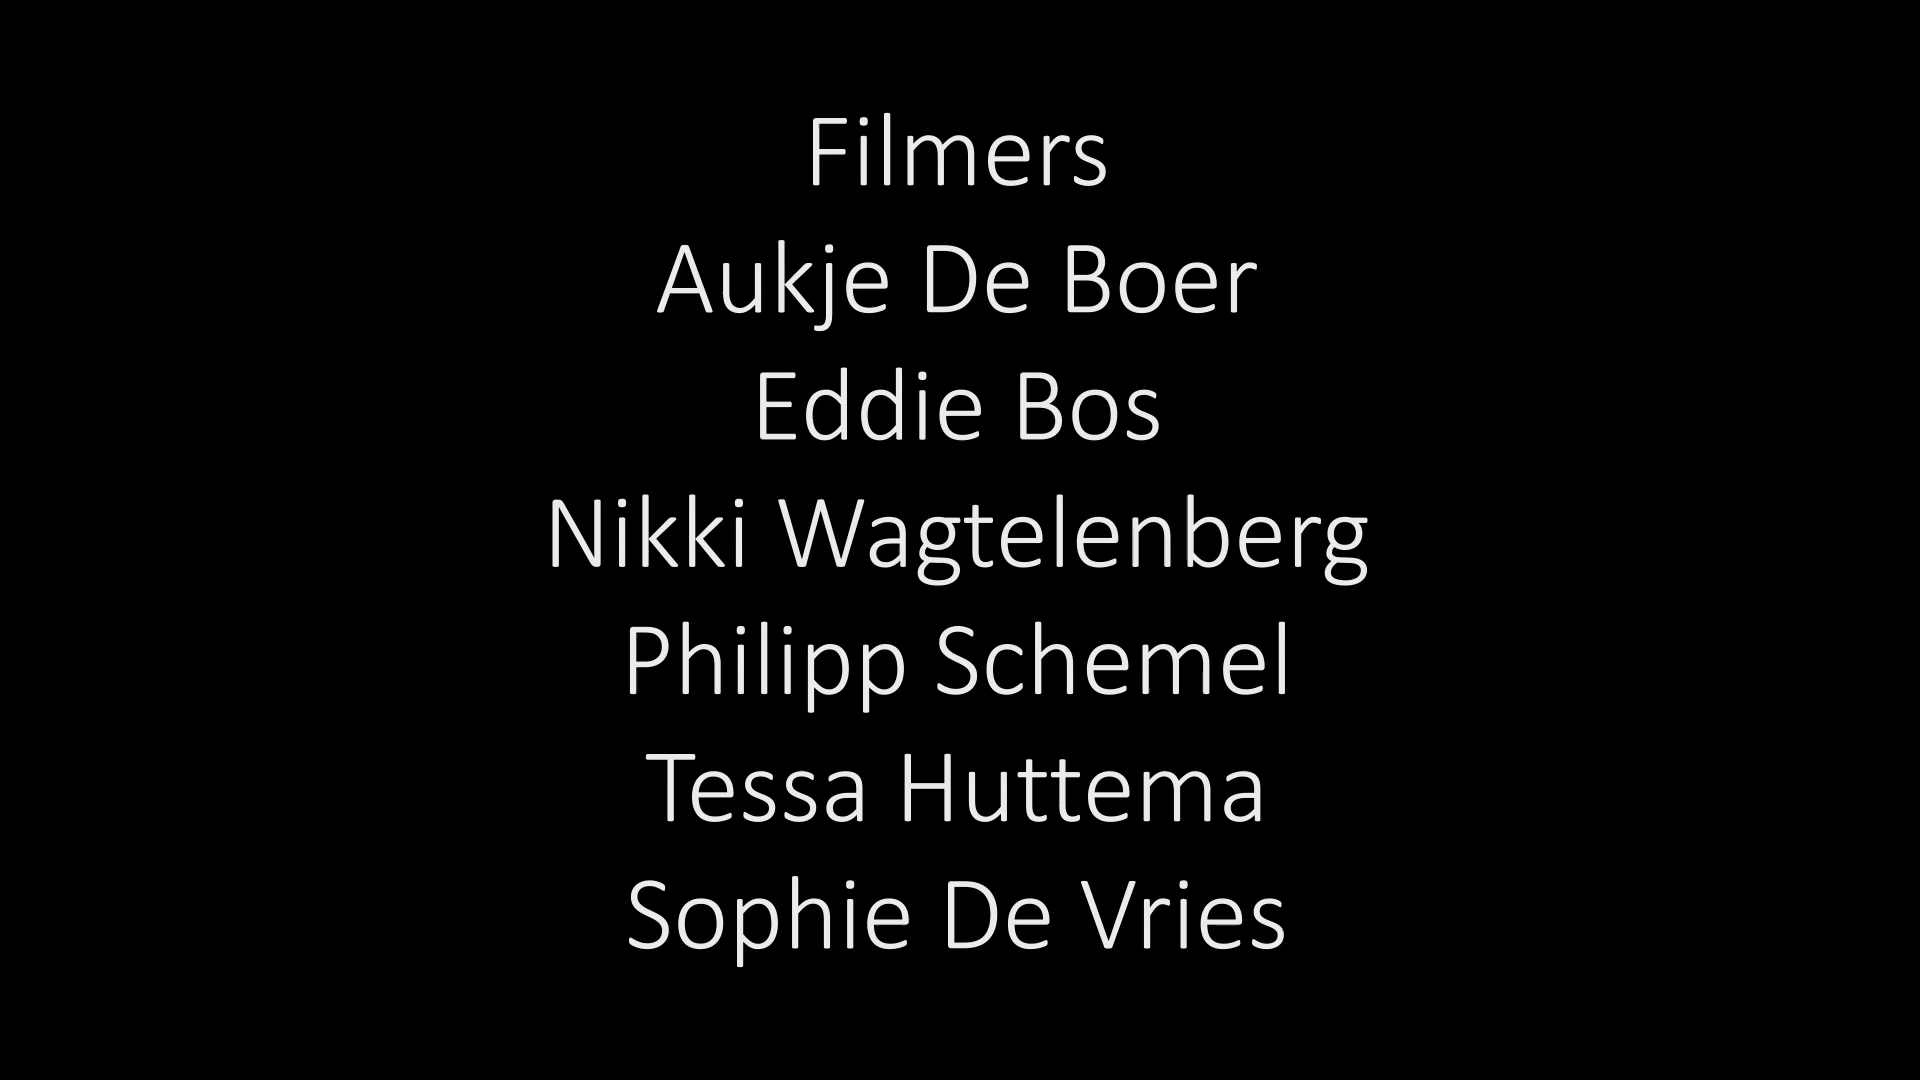 Filmers
Aukje De Boer
Eddie Bos
Nikki Wagtelenberg
Philipp Schemel
Tessa Huttema
Sophie De Vries